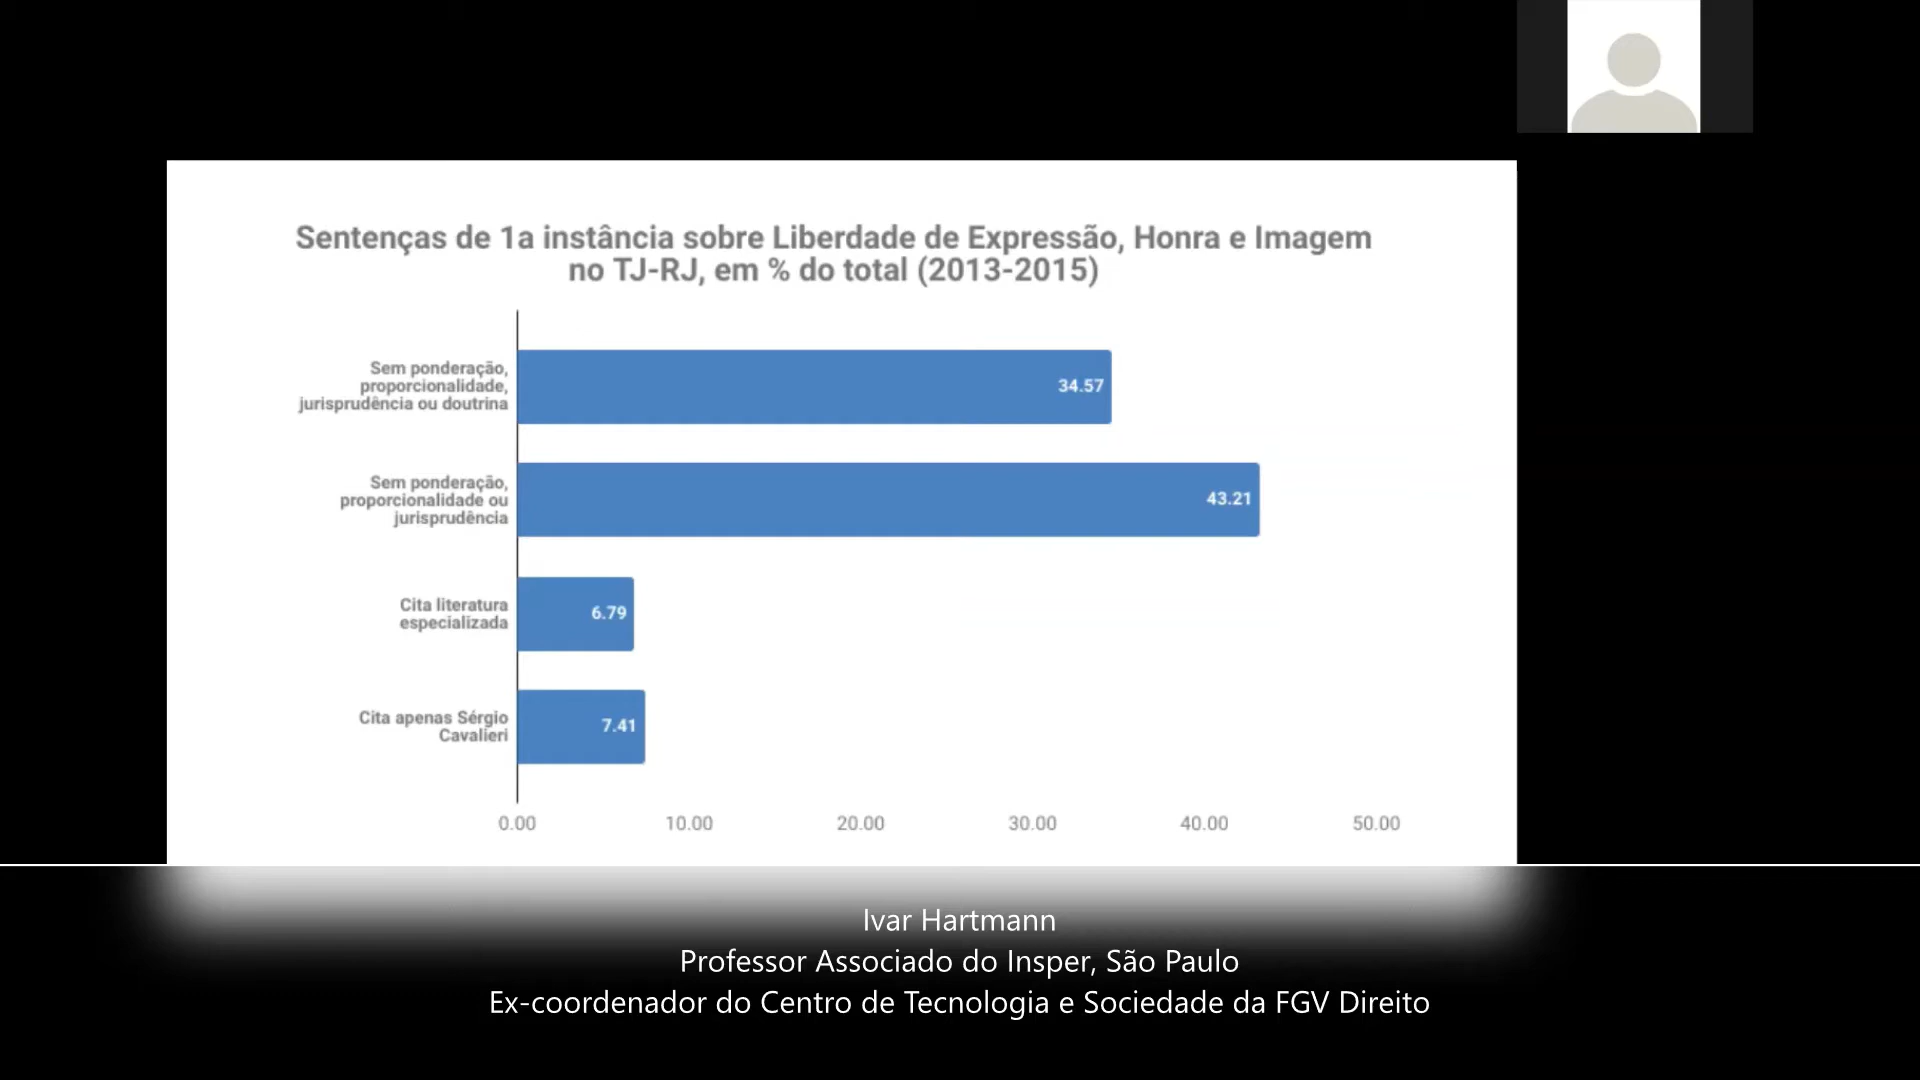 Sentenças de 1a instância sobre Liberdade de Expressão, Honra e Imagem
no TJ-RJ, em % do total (2013-2015)
Sem ponderação,
proporcionalidade,
jurisprudência ou doutrina
34.57
Sem ponderação,
proporcionalidade ou
jurisprudência
43.21
Cita literatura
especializada
6.79
Cita apenas Sérgio
Cavalieri
7.41
0.00 10.00 20.00 30.00 40.00 50.00
Ivar Hartmann
Professor Associado do Insper, São Paulo
Ex-coordenador do Centro de Tecnologia e Sociedade da FGV Direito